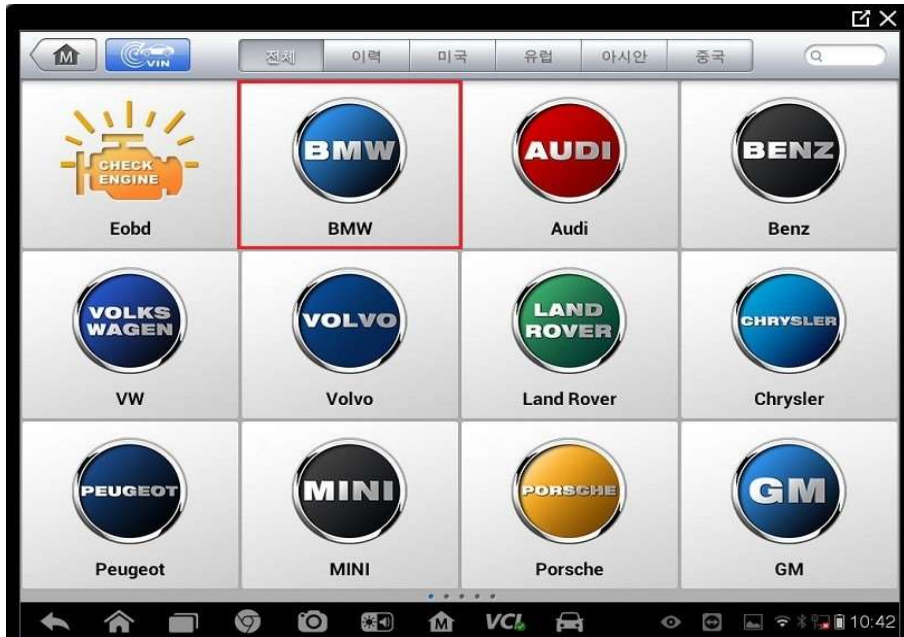 M
VIN
전체
이력
미국
유럽
아시안
중국
CHECK
ENGINE
BMW
AUDI
BENZ
Eobd
BMW
Audi
Benz
VOLKS
WAGEN
VOLVO
LAND
ROVER
CHRYSLER
VW
Volvo
Land Rover
Chrysler
PEUGEOT
MINI
PORSCHE
GM
Peugeot
MINI
Porsche
GM
M
VCI
10:42